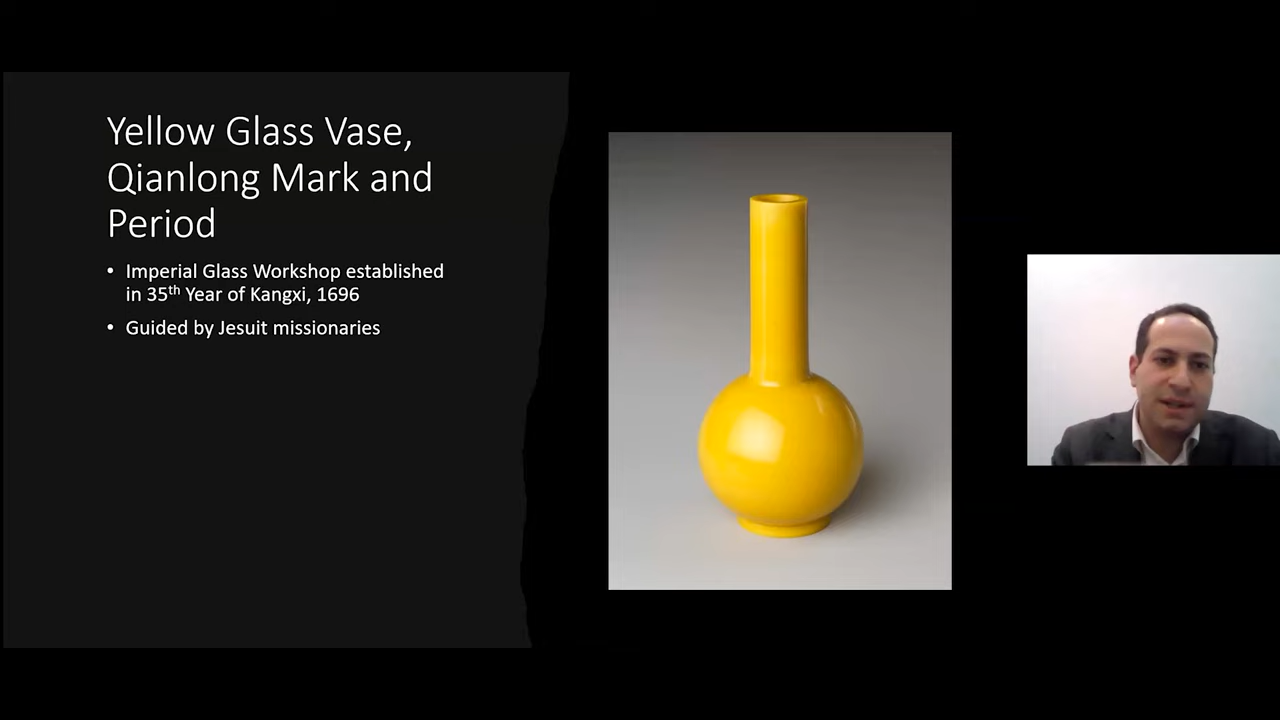 Yellow Glass Vase,
Qianlong Mark and
Period
• Imperial Glass Workshop established
in 35th Year of Kangxi, 1696
• Guided by Jesuit missionaries